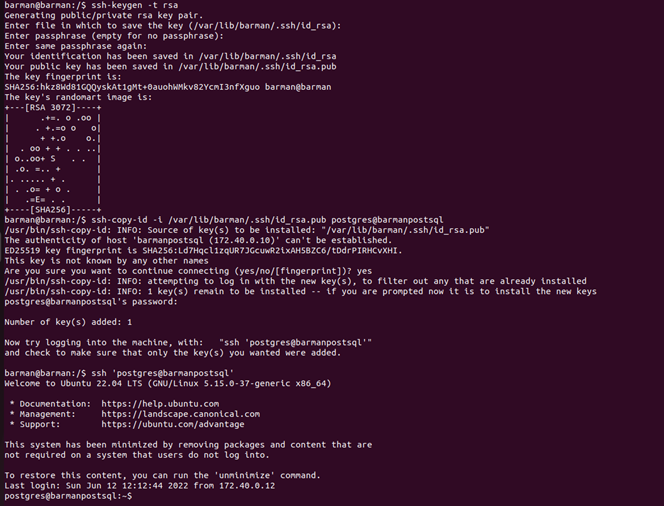 barman@barman:/$ ssh-keygen -t rsa
Generating public/private rsa key pair.
Enter file in which to save the key (/var/lib/barman/.ssh/id_rsa):
Enter passphrase (empty for no passphrase):
Enter same passphrase again:
Your identification has been saved in /var/lib/barman/.ssh/id_rsa
Your public key has been saved in /var/lib/barman/.ssh/id_rsa.pub
The key fingerprint is:
SHA256:hkz8Wd81GQQyskAt1gMt+0auohWMkv82YcmI3nfXguo barman@barman
The key's randomart image is:
+---[RSA 3072]----+
|      .+=. o .oo |
|     . +.=o o   o|
|      + +.o    o.|
|  . oo + + . . ..|
| o..oo+ S   . .  |
| .o. =.. +       |
|. ..... + .      |
| . .o= + o .     |
|   .=E= . .      |
+----[SHA256]-----+
barman@barman:/$ ssh-copy-id -i /var/lib/barman/.ssh/id_rsa.pub postgres@barmanpostsql
/usr/bin/ssh-copy-id: INFO: Source of key(s) to be installed: "/var/lib/barman/.ssh/id_rsa.pub"
The authenticity of host 'barmanpostsql (172.40.0.10)' can't be established.
ED25519 key fingerprint is SHA256:Ld7Hqcl1zqUR7JGcuwR2ixAH5BZC6/tDdrPIRHCvXHI.
This key is not known by any other names
Are you sure you want to continue connecting (yes/no/[fingerprint])? yes
/usr/bin/ssh-copy-id: INFO: attempting to log in with the new key(s), to filter out any that are already installed
/usr/bin/ssh-copy-id: INFO: 1 key(s) remain to be installed -- if you are prompted now it is to install the new keys
postgres@barmanpostsql's password:
Number of key(s) added: 1
Now try logging into the machine, with:   "ssh 'postgres@barmanpostsql'"
and check to make sure that only the key(s) you wanted were added.
barman@barman:/$ ssh 'postgres@barmanpostsql'
Welcome to Ubuntu 22.04 LTS (GNU/Linux 5.15.0-37-generic x86_64)
 * Documentation:  https://help.ubuntu.com
 * Management:     https://landscape.canonical.com
 * Support:        https://ubuntu.com/advantage
This system has been minimized by removing packages and content that are
not required on a system that users do not log into.
To restore this content, you can run the 'unminimize' command.
Last login: Sun Jun 12 12:12:44 2022 from 172.40.0.12
postgres@barmanpostsql:~$